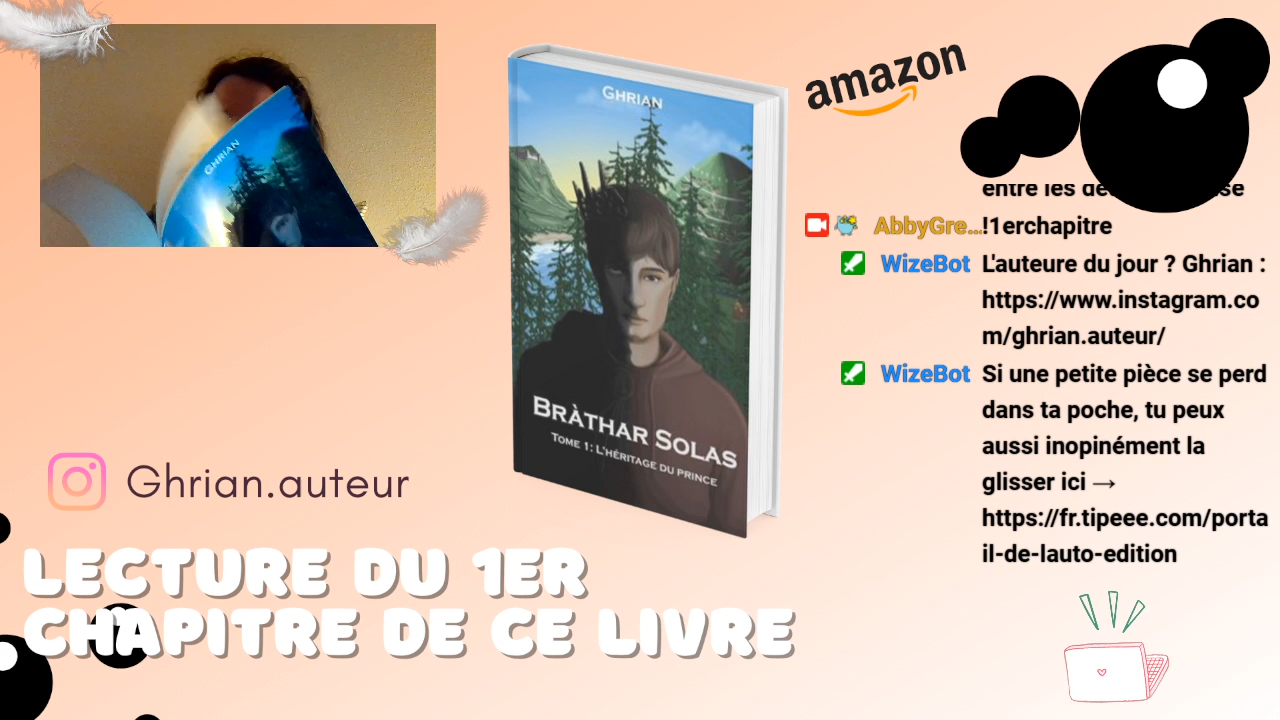 GHRIAN
GHRIAN
BRÀTHAR SOLAS
TOME 1: L'HÉRITAGE DU PRINCE
amazon
entre les
AbbyGre... !1erchapitre
WizeBot L'auteure du jour ? Ghrian :
https://www.instagram.co
m/ghrian.auteur/
WizeBot Si une petite pièce se perd
dans ta poche, tu peux
aussi inopinément la
glisser ici →
https://fr.tipeee.com/porta
il-de-lauto-edition
Ghrian.auteur
LECTURE DU 1ER
CHAPITRE DE CE LIVRE